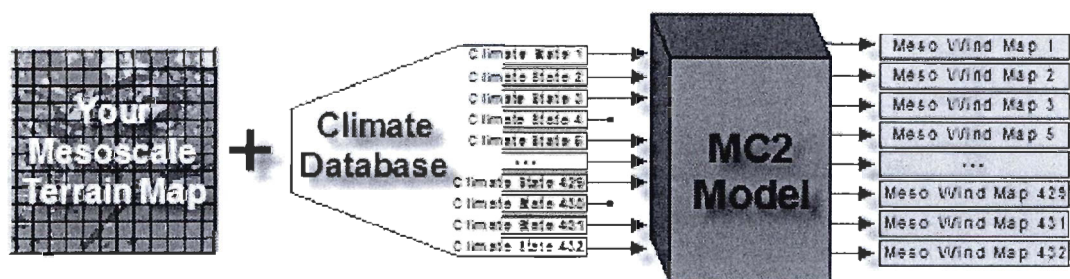 Your
Mesoscale
Terrain Map
+
Climate
Database
Climate State 1
Climate State 2
Climate State 3
Climate State 4
Climate State 5
...
Climate State 429
Climate State 430
Climate State 431
Climate State 432
MC2
Model
Meso Wind Map 1
Meso Wind Map 2
Meso Wind Map 3
Meso Wind Map 5
...
Meso Wind Map 429
Meso Wind Map 431
Meso Wind Map 432